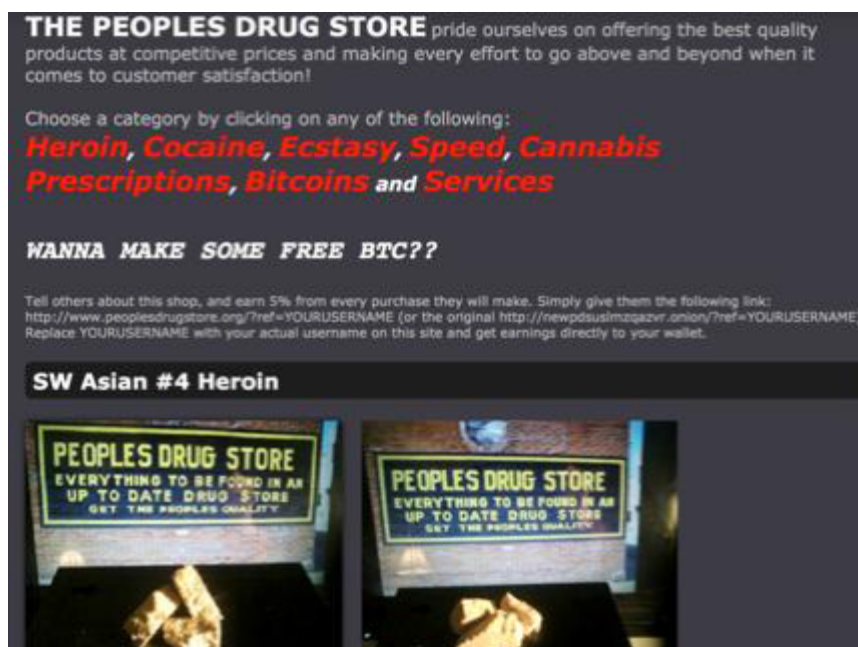 THE PEOPLES DRUG STORE pride ourselves on offering the best quality
products at competitive prices and making every effort to go above and beyond when it
comes to customer satisfaction!
Choose a category by clicking on any of the following:
Heroin, Cocaine, Ecstasy, Speed, Cannabis
Prescriptions, Bitcoins and Services
WANNA MAKE SOME FREE BTC??
Tell others about this shop, and earn 5% from every purchase they will make. Simply give them the following link:
http://www.peoplesdrugstore.org/?ref=YOURUSERNAME (or the original http://newpdsuslmzqazvr.onion/?ref=YOURUSERNAME)
Replace YOURUSERNAME with your actual username on this site and get earnings directly to your wallet.
SW Asian #4 Heroin
PEOPLES DRUG STORE
EVERYTHING TO BE FOUND IN AN
UP TO DATE DRUG STORE
GET THE PEOPLES QUALITY
PEOPLES DRUG STORE
EVERYTHING TO BE FOUND IN AN
UP TO DATE DRUG STORE
GET THE PEOPLES QUALITY